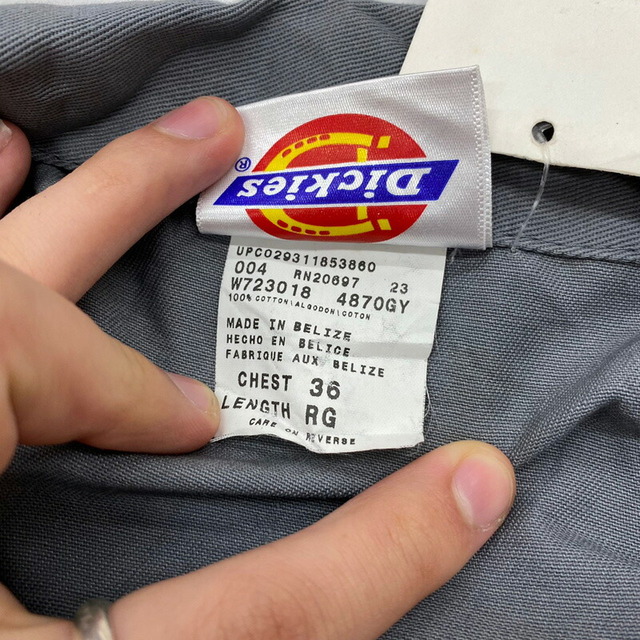 Dickies®
UPC029311853860
004 RN20697 23
W723018 4870GY
100% COTTON\ALGODON\COTON
MADE IN BELIZE
HECHO EN BELICE
FABRIQUE AUX BELIZE
CHEST 36
LENGTH RG
CARE ON REVERSE